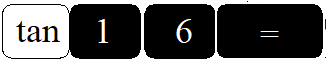 tan 1 6 =